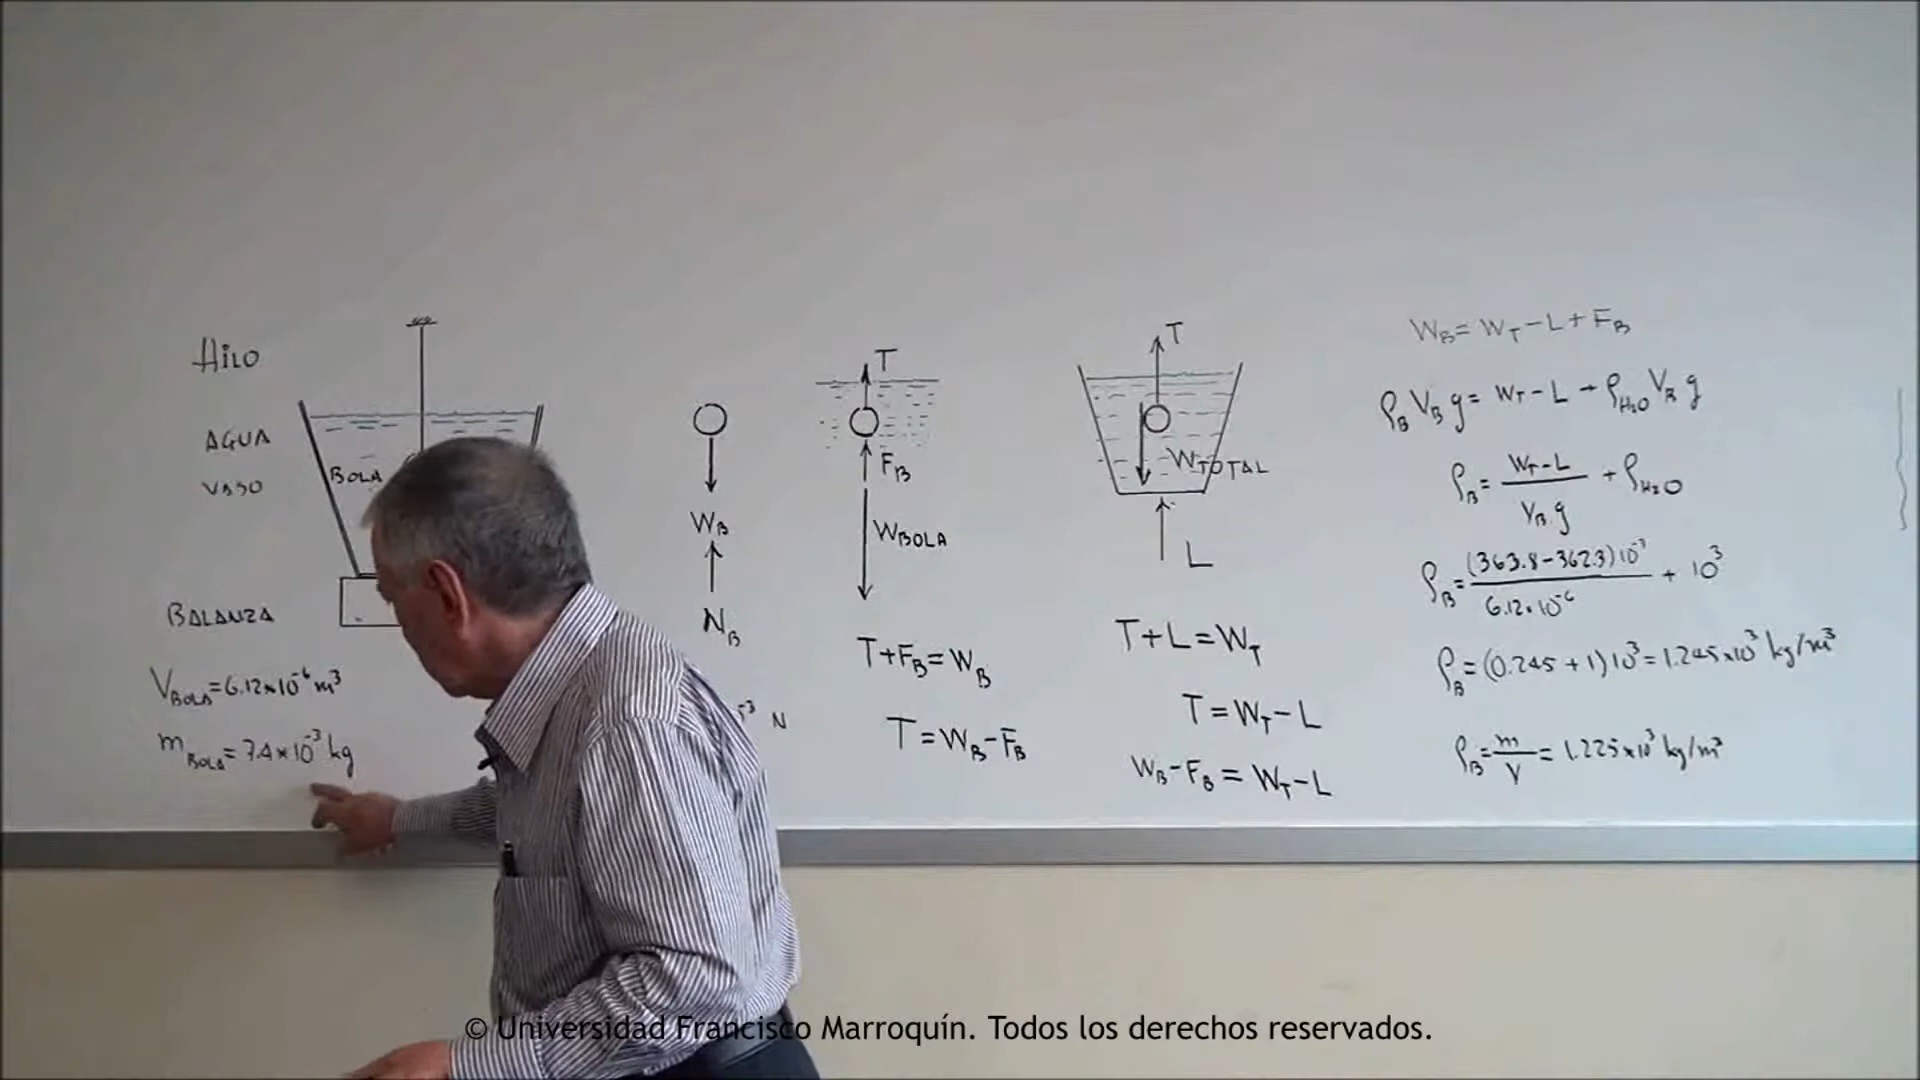 HILO
AGUA
VASO
BOLA
BALANZA
V_BOLA = 6.12×10⁻⁶ m³
m_BOLA = 7.4×10⁻³ kg
W_B
N_B
⁻³ N
T
F_B
W_BOLA
T+F_B=W_B
T=W_B-F_B
T
W_TOTAL
L
T+L=W_T
T=W_T-L
W_B-F_B=W_T-L
W_B=W_T-L+F_B
ρ_B V_B g = W_T-L+ρ_H₂O V_B g
ρ_B = (W_T-L)/(V_B g) + ρ_H₂O
ρ_B = (363.8-362.3)10⁻³/6.12×10⁻⁶ + 10³
ρ_B=(0.245+1)10³=1.245×10³ kg/m³
ρ_B=m/V=1.225×10³ kg/m³
© Universidad Francisco Marroquín. Todos los derechos reservados.